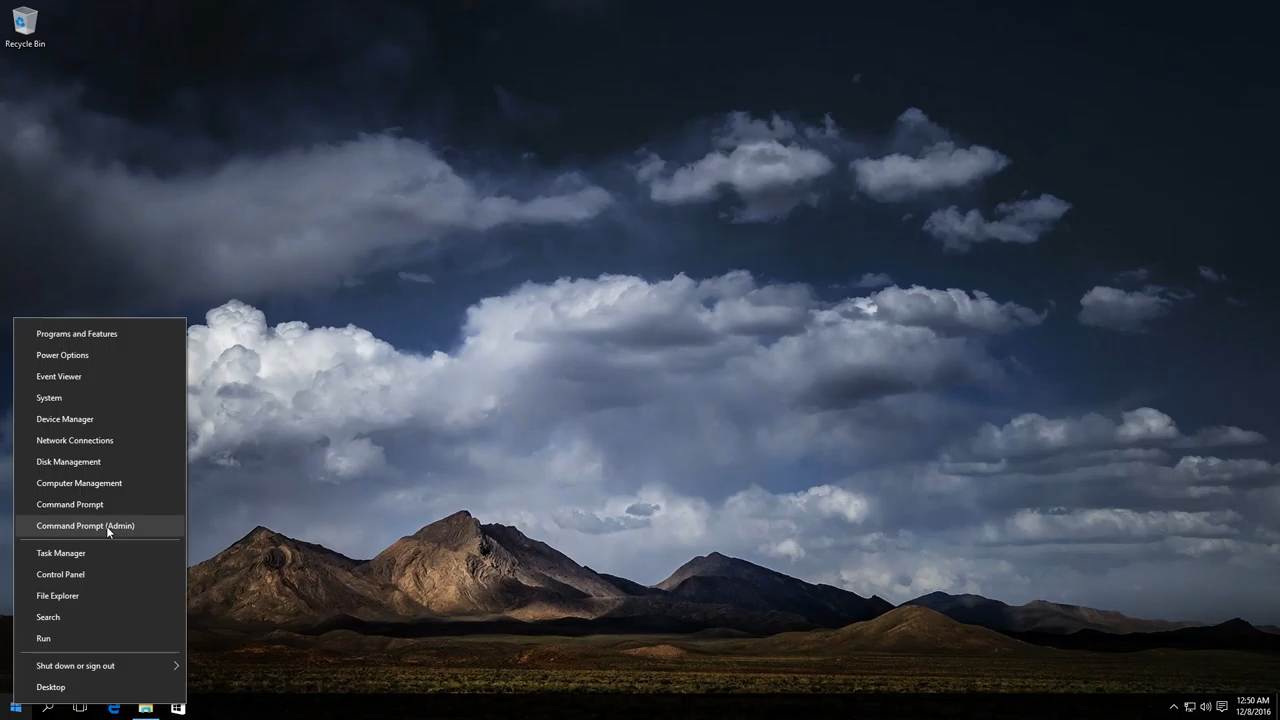 Recycle Bin
Programs and Features
Power Options
Event Viewer
System
Device Manager
Network Connections
Disk Management
Computer Management
Command Prompt
Command Prompt (Admin)
Task Manager
Control Panel
File Explorer
Search
Run
Shut down or sign out
Desktop
12:50 AM
12/8/2016